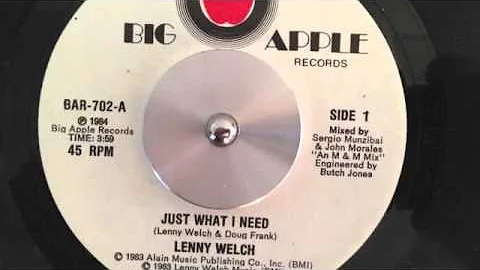 BIG APPLE
RECORDS
BAR-702-A
℗ 1984
Big Apple Records
TIME: 3:59
45 RPM
SIDE 1
Mixed by
Sergio Munzibai
& John Morales
"An M & M Mix"
Engineered by
Butch Jones
JUST WHAT I NEED
(Lenny Welch & Doug Frank)
LENNY WELCH
© 1983 Alain Music Publishing Co., Inc. (BMI)
© 1983 Lenny Welch Music (BMI)